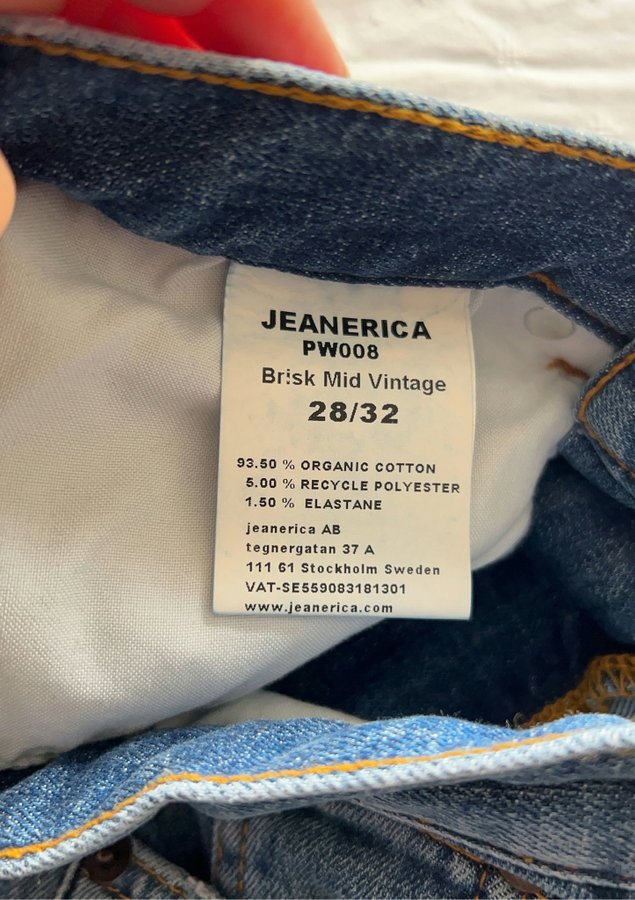 JEANERICA
PW008
Brisk Mid Vintage
28/32
93.50 % ORGANIC COTTON
5.00 % RECYCLE POLYESTER
1.50 % ELASTANE
jeanerica AB
tegnergatan 37 A
111 61 Stockholm Sweden
VAT-SE559083181301
www.jeanerica.com